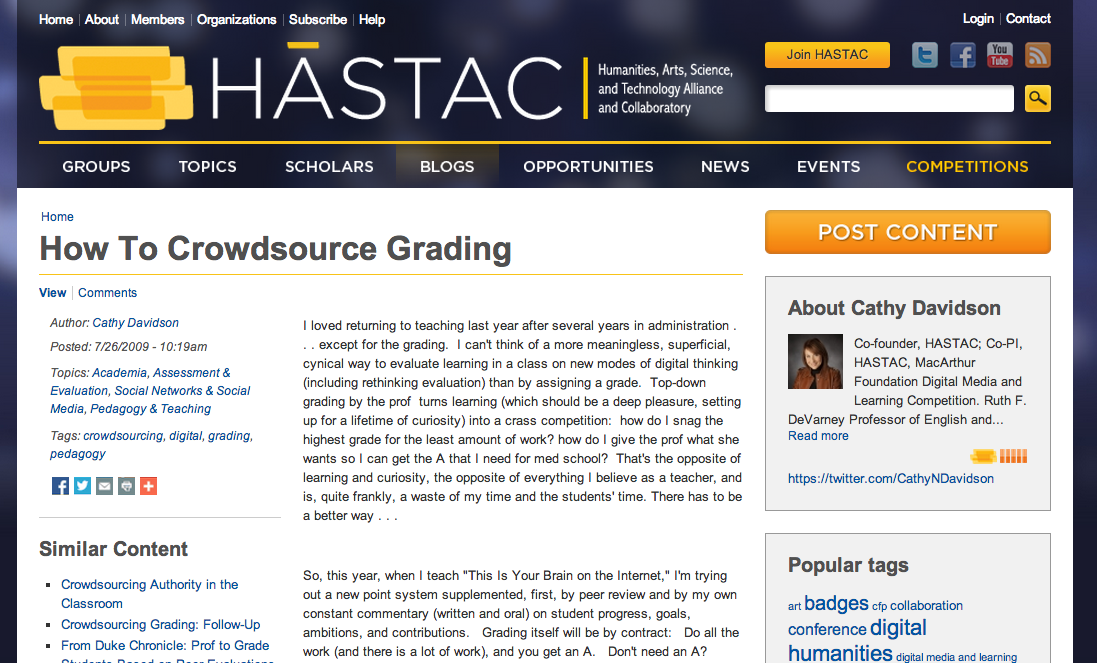 Home | About | Members | Organizations | Subscribe | Help
Login | Contact
HASTAC
Humanities, Arts, Science,
and Technology Alliance
and Collaboratory
Join HASTAC
You
Tube
GROUPS TOPICS SCHOLARS BLOGS OPPORTUNITIES NEWS EVENTS COMPETITIONS
Home
How To Crowdsource Grading
View | Comments
Author: Cathy Davidson
Posted: 7/26/2009 - 10:19am
Topics: Academia, Assessment &
Evaluation, Social Networks & Social
Media, Pedagogy & Teaching
Tags: crowdsourcing, digital, grading,
pedagogy
Similar Content
Crowdsourcing Authority in the
Classroom
Crowdsourcing Grading: Follow-Up
From Duke Chronicle: Prof to Grade
Students Based on Peer Evaluations
I loved returning to teaching last year after several years in administration .
. . except for the grading. I can't think of a more meaningless, superficial,
cynical way to evaluate learning in a class on new modes of digital thinking
(including rethinking evaluation) than by assigning a grade. Top-down
grading by the prof turns learning (which should be a deep pleasure, setting
up for a lifetime of curiosity) into a crass competition: how do I snag the
highest grade for the least amount of work? how do I give the prof what she
wants so I can get the A that I need for med school? That's the opposite of
learning and curiosity, the opposite of everything I believe as a teacher, and
is, quite frankly, a waste of my time and the students' time. There has to be
a better way . . .
So, this year, when I teach "This Is Your Brain on the Internet," I'm trying
out a new point system supplemented, first, by peer review and by my own
constant commentary (written and oral) on student progress, goals,
ambitions, and contributions. Grading itself will be by contract: Do all the
work (and there is a lot of work), and you get an A. Don't need an A?
POST CONTENT
About Cathy Davidson
Co-founder, HASTAC; Co-PI,
HASTAC, MacArthur
Foundation Digital Media and
Learning Competition. Ruth F.
DeVarney Professor of English and...
Read more
https://twitter.com/CathyNDavidson
Popular tags
art badges cfp collaboration
conference digital
humanities digital media and learning